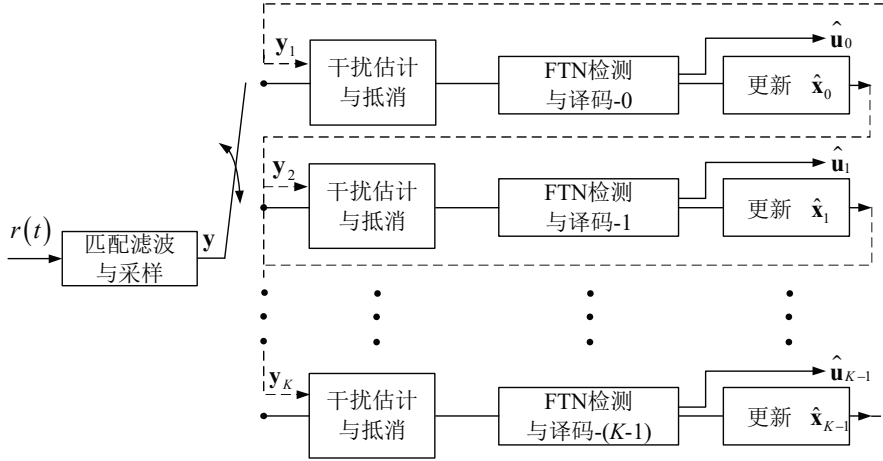 y₁
干扰估计
与抵消
FTN检测
与译码-0
û₀
更新 x̂₀
y₂
干扰估计
与抵消
FTN检测
与译码-1
û₁
更新 x̂₁
r(t)
匹配滤波
与采样
y
y_K
干扰估计
与抵消
FTN检测
与译码-(K-1)
û_{K-1}
更新 x̂_{K-1}